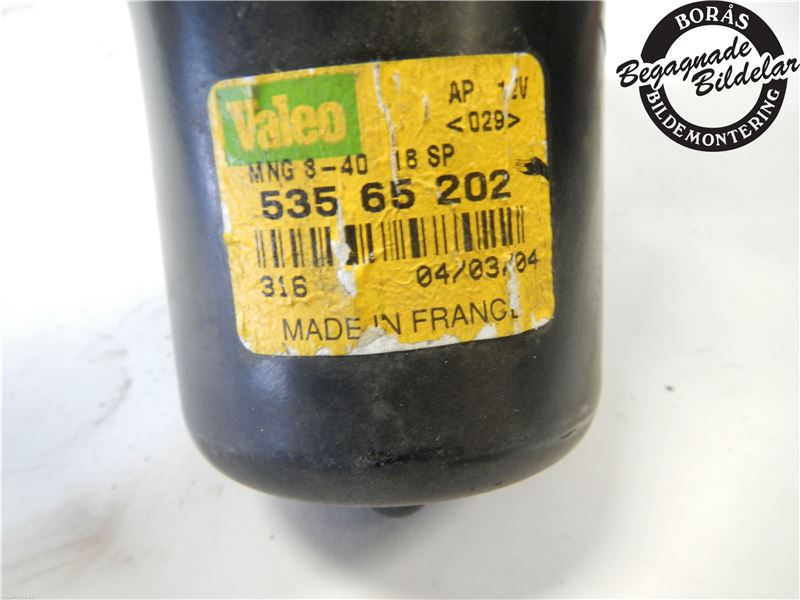 BORÅS
Begagnade
Bildelar
BILDEMONTERING
Valeo
AP 12V
<029>
MNG 8-40 18 SP
535 65 202
316
04/03/04
MADE IN FRANCE